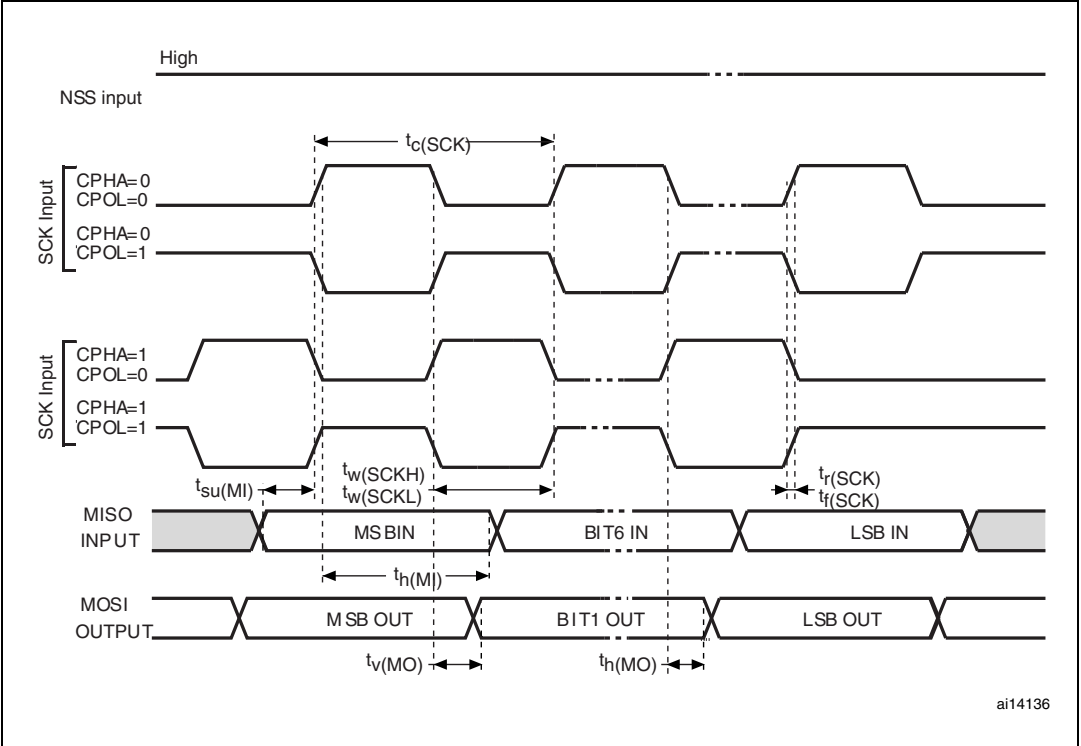 High
NSS input
tc(SCK)
SCK Input
CPHA=0
CPOL=0
CPHA=0
CPOL=1
SCK Input
CPHA=1
CPOL=0
CPHA=1
CPOL=1
tw(SCKH)
tw(SCKL)
tr(SCK)
tf(SCK)
tsu(MI)
MISO
INPUT
MSBIN
BIT6 IN
LSB IN
th(MI)
MOSI
OUTPUT
MSB OUT
BIT1 OUT
LSB OUT
tv(MO)
th(MO)
ai14136